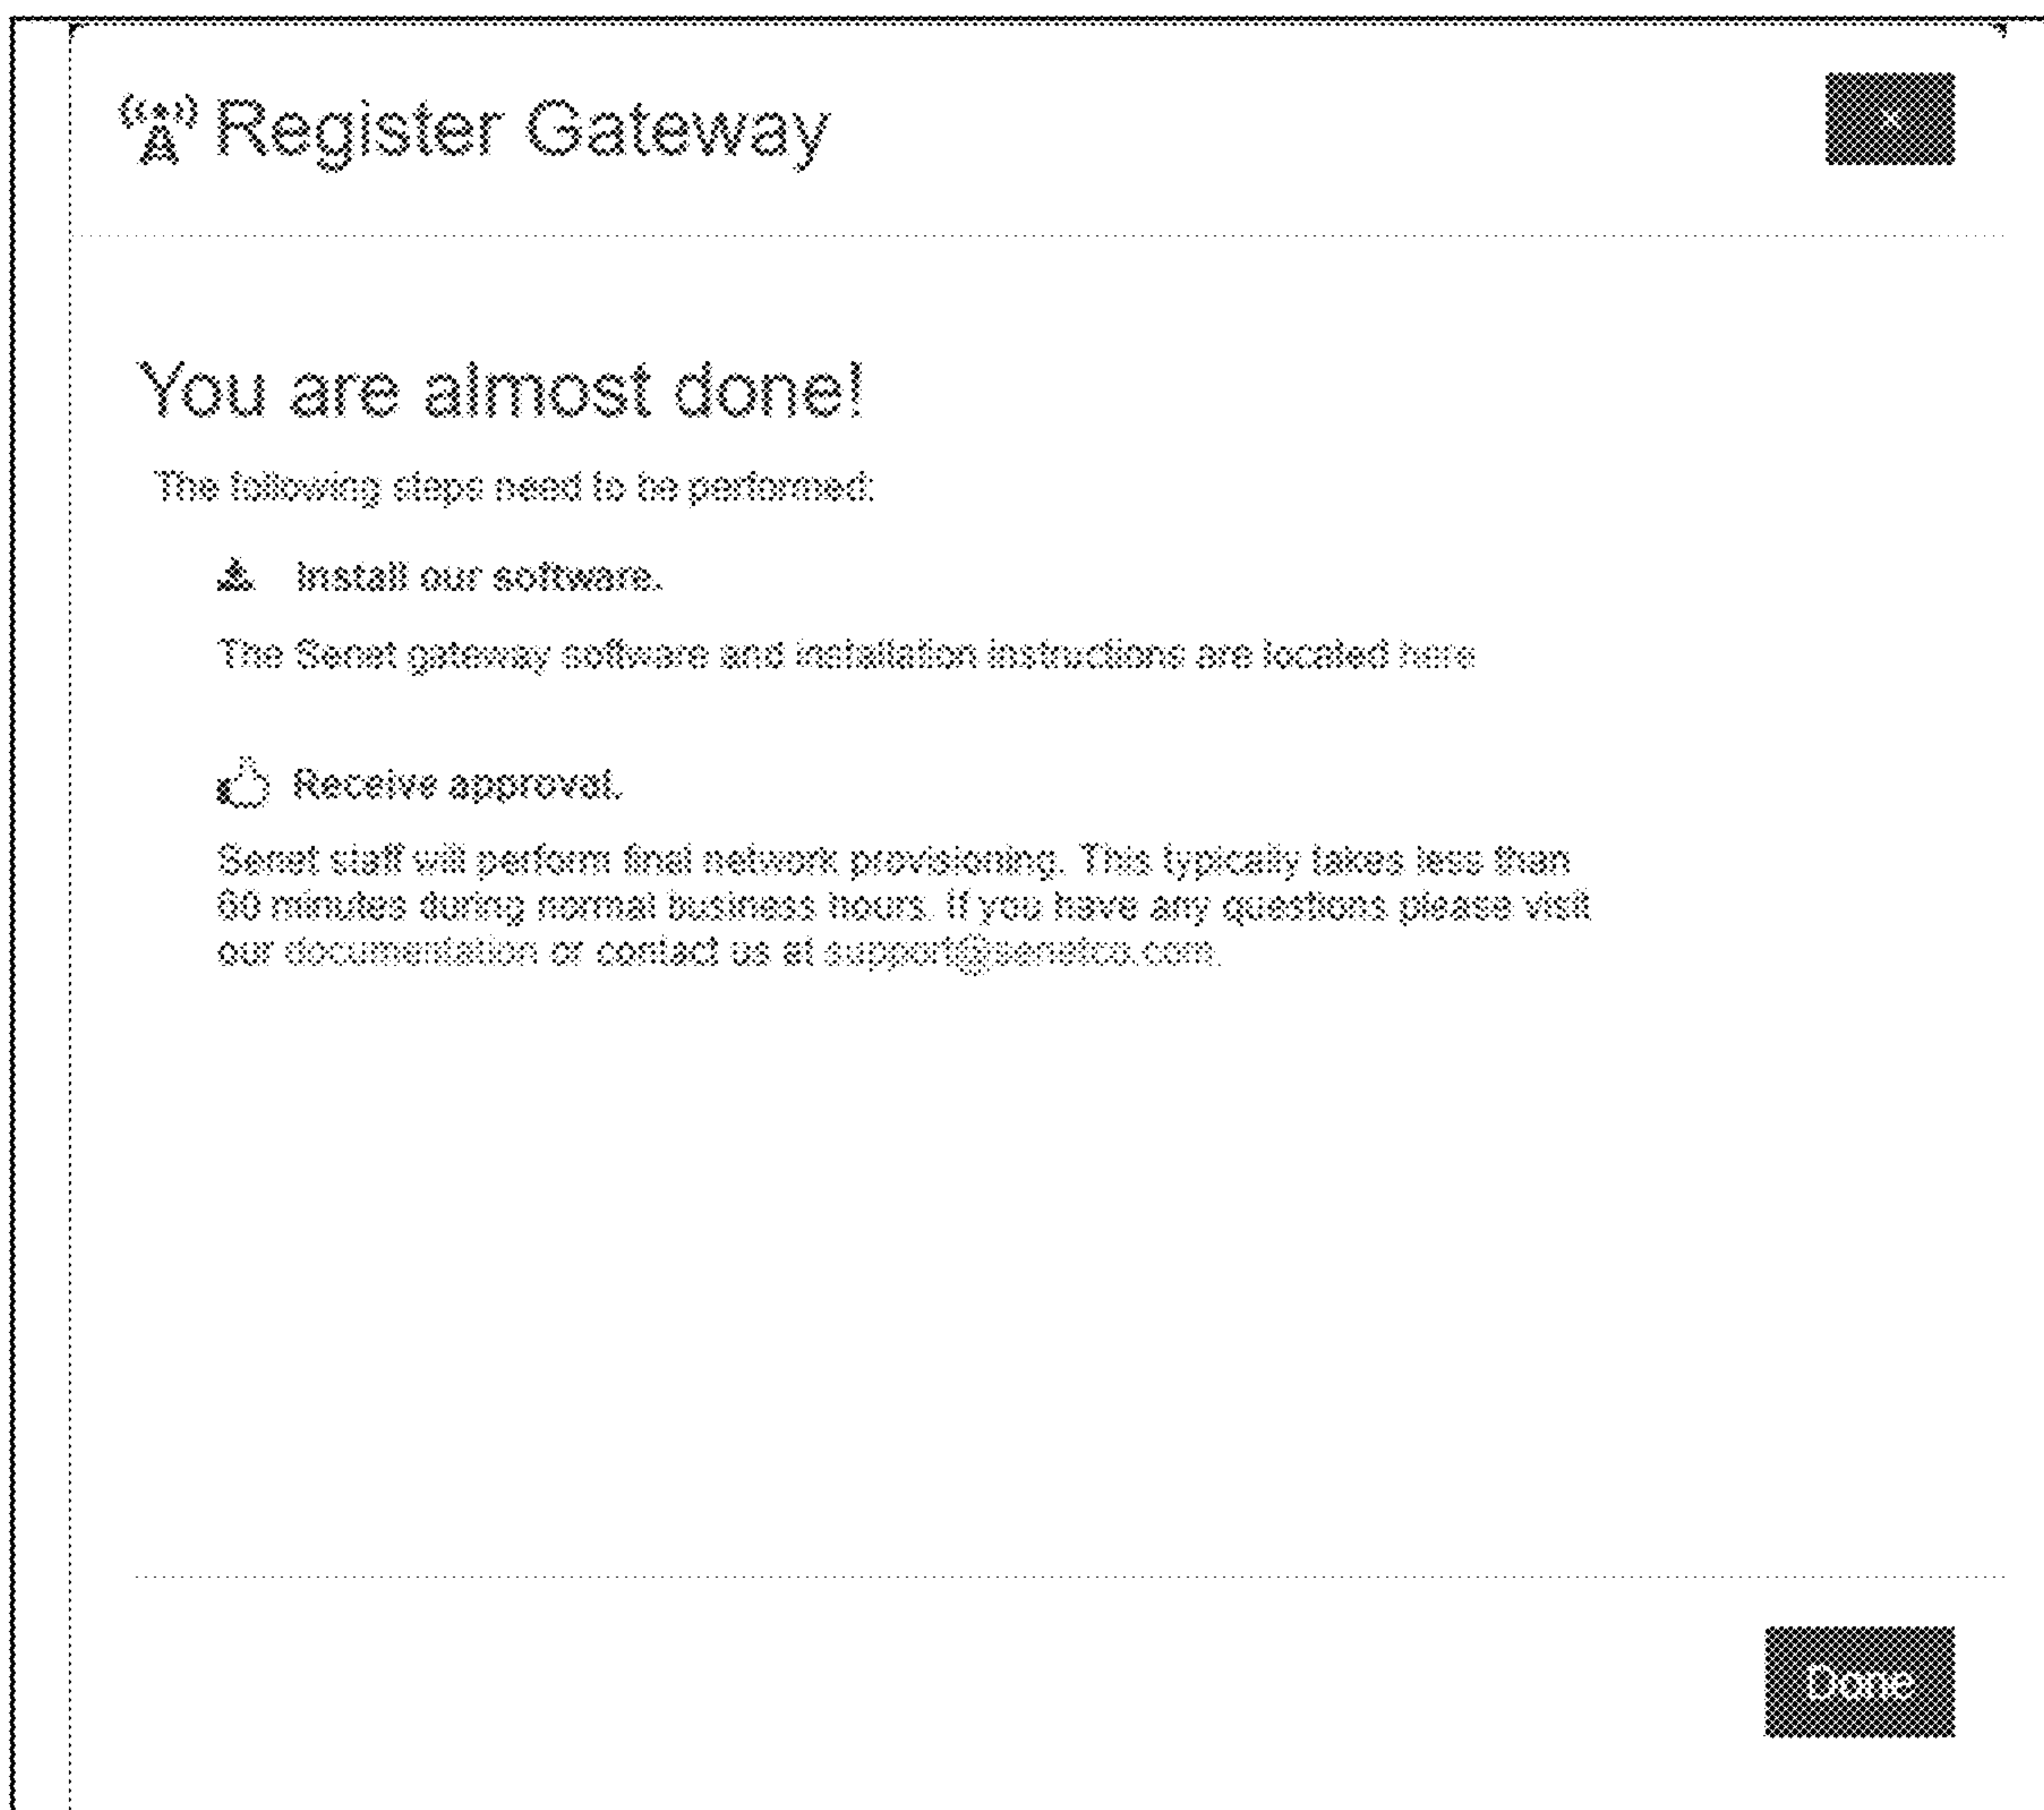 Register Gateway
x
You are almost done!
The following steps need to be performed:
Install our software.
The Senet gateway software and installation instructions are located here
Receive approval.
Senet staff will perform final network provisioning. This typically takes less than
60 minutes during normal business hours. If you have any questions please visit
our documentation or contact us at support@senetco.com.
Done